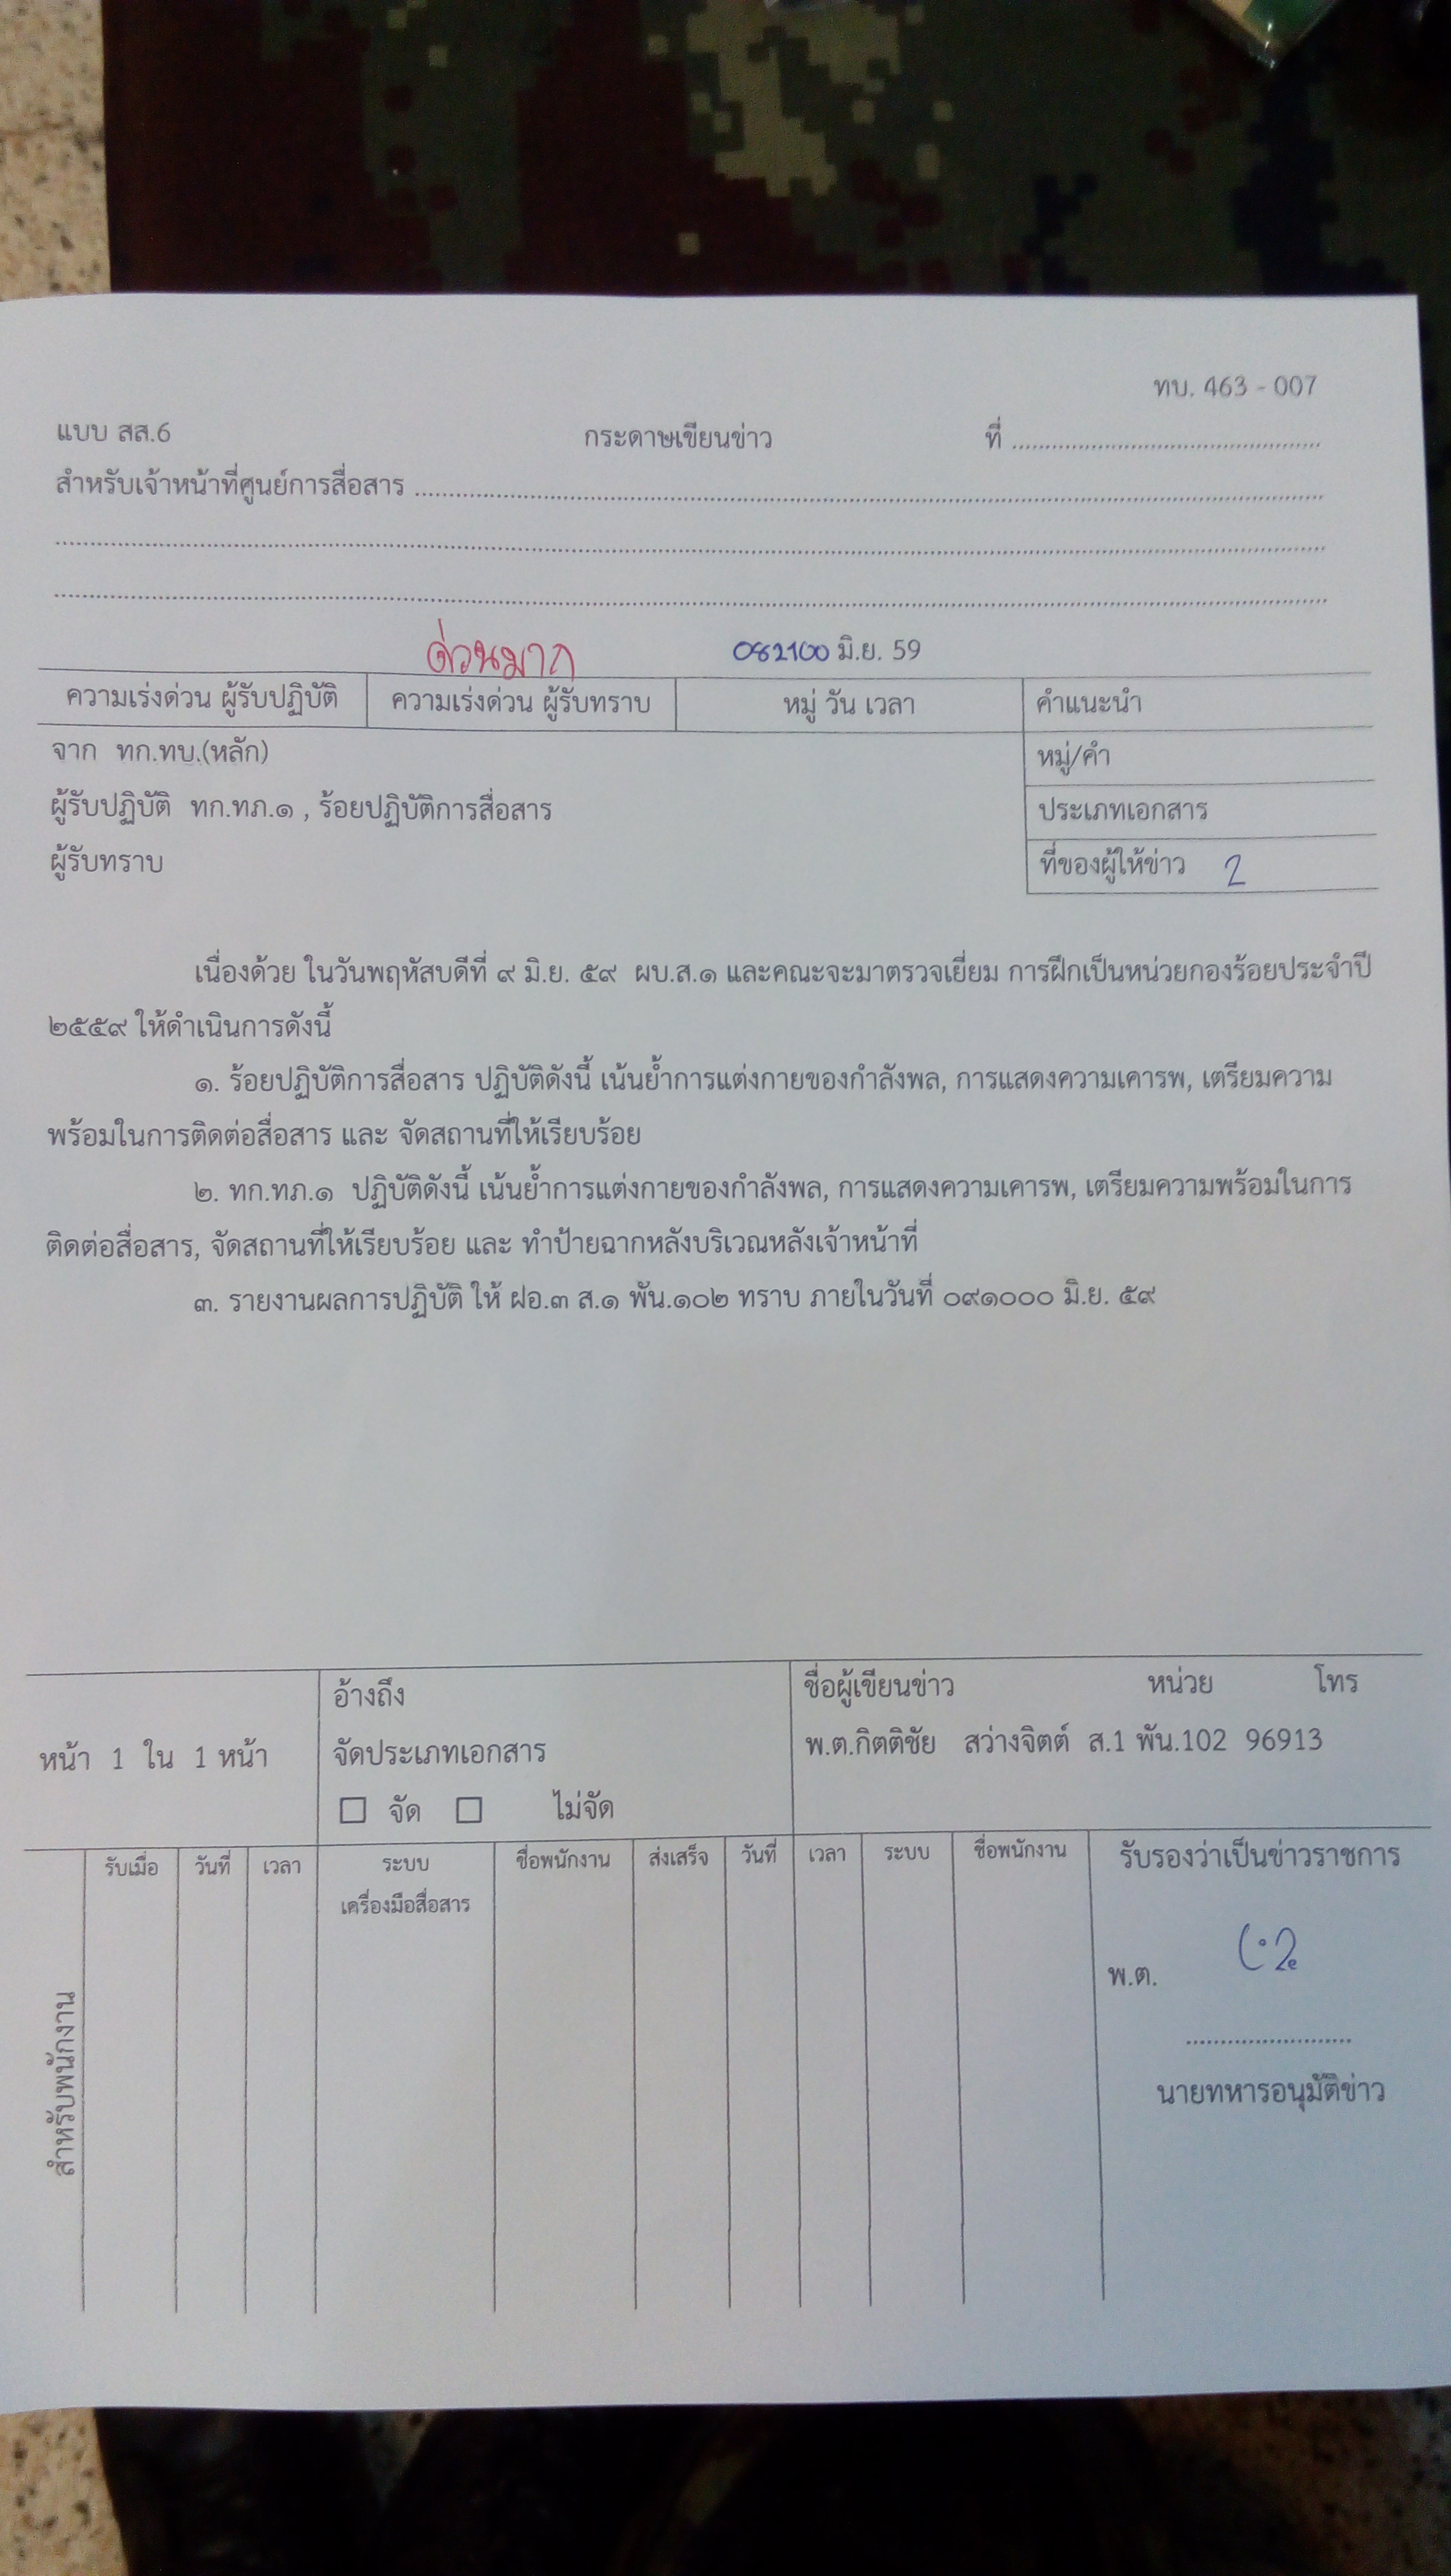 ทบ. 463 - 007
แบบ สส.6 กระดาษเขียนข่าว ที่ ........................................
สำหรับเจ้าหน้าที่ศูนย์การสื่อสาร ........................................
........................................
........................................
ด่วนมาก 082100 มิ.ย. 59
ความเร่งด่วน ผู้รับปฏิบัติ ความเร่งด่วน ผู้รับทราบ หมู่ วัน เวลา คำแนะนำ
จาก ทก.ทบ.(หลัก) หมู่/คำ
ผู้รับปฏิบัติ ทก.ทภ.๑ , ร้อยปฏิบัติการสื่อสาร ประเภทเอกสาร
ผู้รับทราบ ที่ของผู้ให้ข่าว 2
เนื่องด้วย ในวันพฤหัสบดีที่ ๙ มิ.ย. ๕๙ ผบ.ส.๑ และคณะจะมาตรวจเยี่ยม การฝึกเป็นหน่วยกองร้อยประจำปี
๒๕๕๙ ให้ดำเนินการดังนี้
๑. ร้อยปฏิบัติการสื่อสาร ปฏิบัติดังนี้ เน้นย้ำการแต่งกายของกำลังพล, การแสดงความเคารพ, เตรียมความ
พร้อมในการติดต่อสื่อสาร และ จัดสถานที่ให้เรียบร้อย
๒. ทก.ทภ.๑ ปฏิบัติดังนี้ เน้นย้ำการแต่งกายของกำลังพล, การแสดงความเคารพ, เตรียมความพร้อมในการ
ติดต่อสื่อสาร, จัดสถานที่ให้เรียบร้อย และ ทำป้ายฉากหลังบริเวณหลังเจ้าหน้าที่
๓. รายงานผลการปฏิบัติ ให้ ฝอ.๓ ส.๑ พัน.๑๐๒ ทราบ ภายในวันที่ ๐๙๑๐๐๐ มิ.ย. ๕๙
อ้างถึง ชื่อผู้เขียนข่าว หน่วย โทร
หน้า 1 ใน 1 หน้า จัดประเภทเอกสาร พ.ต.กิตติชัย สว่างจิตต์ ส.1 พัน.102 96913
☐ จัด ☐ ไม่จัด
สำหรับพนักงาน รับเมื่อ วันที่ เวลา ระบบ ชื่อพนักงาน ส่งเสร็จ วันที่ เวลา ระบบ ชื่อพนักงาน รับรองว่าเป็นข่าวราชการ
เครื่องมือสื่อสาร
พ.ต.
........................
นายทหารอนุมัติข่าว